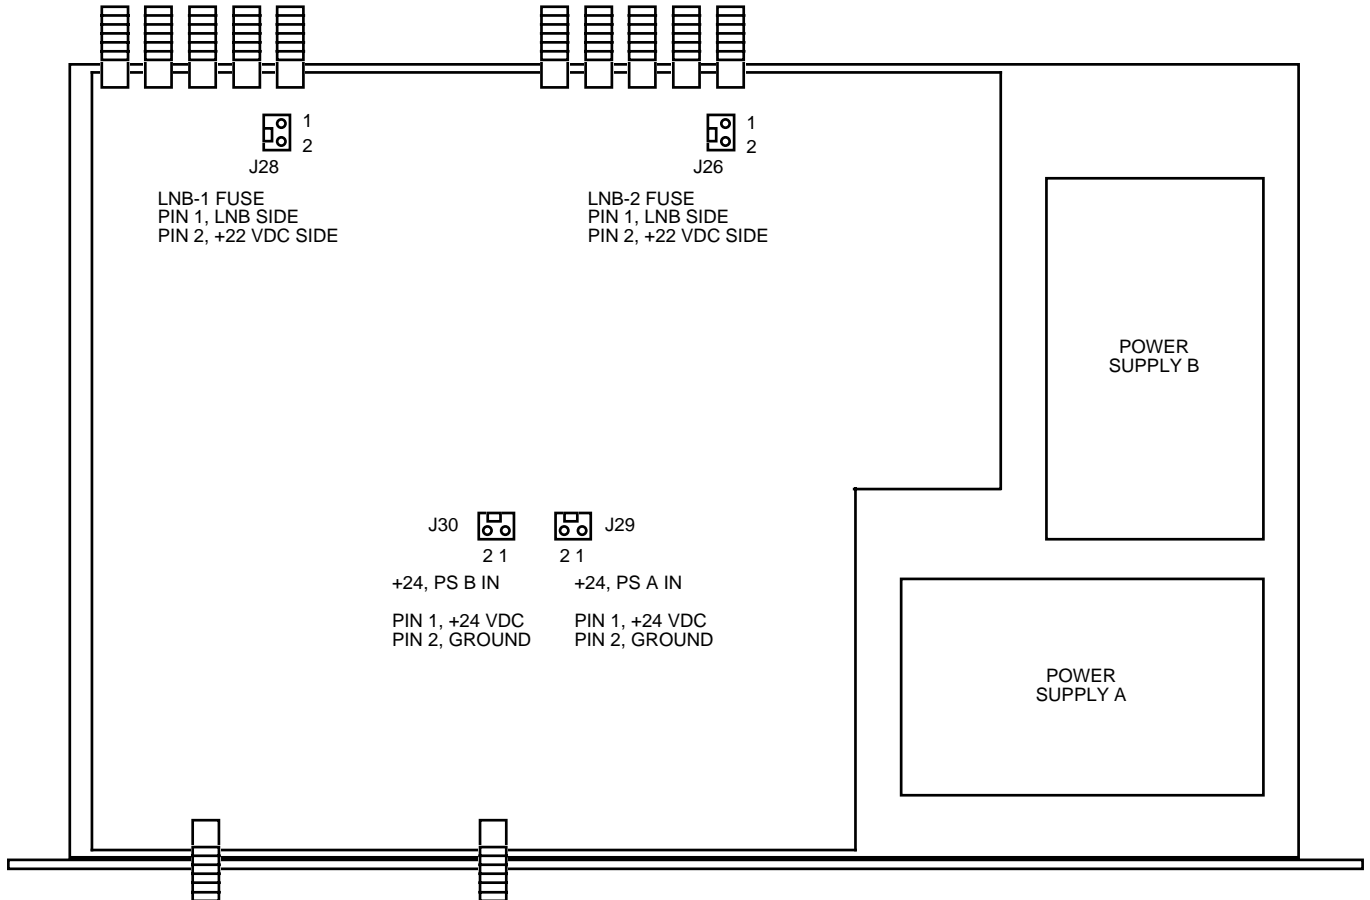 1
2
J28
LNB-1 FUSE
PIN 1, LNB SIDE
PIN 2, +22 VDC SIDE
1
2
J26
LNB-2 FUSE
PIN 1, LNB SIDE
PIN 2, +22 VDC SIDE
POWER
SUPPLY B
J30
2 1
+24, PS B IN
PIN 1, +24 VDC
PIN 2, GROUND
J29
2 1
+24, PS A IN
PIN 1, +24 VDC
PIN 2, GROUND
POWER
SUPPLY A